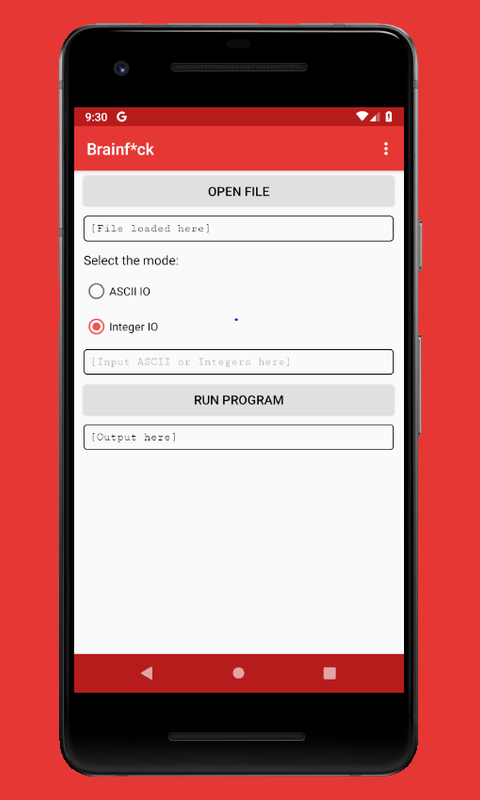 9:30 G
Brainf*ck
OPEN FILE
[File loaded here]
Select the mode:
ASCII IO
Integer IO
[Input ASCII or Integers here]
RUN PROGRAM
[Output here]